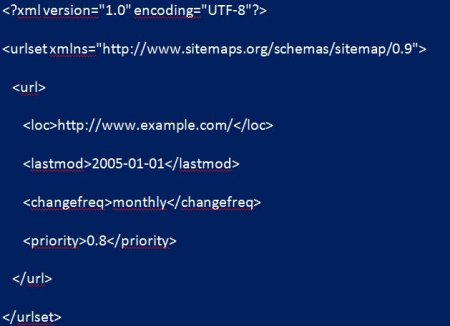 <?xml version="1.0" encoding="UTF-8"?>
<urlset xmlns="http://www.sitemaps.org/schemas/sitemap/0.9">
<url>
<loc>http://www.example.com/</loc>
<lastmod>2005-01-01</lastmod>
<changefreq>monthly</changefreq>
<priority>0.8</priority>
</url>
</urlset>